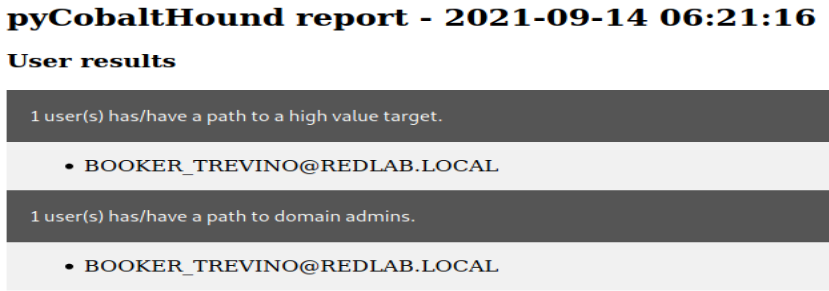 pyCobaltHound report - 2021-09-14 06:21:16
User results
1 user(s) has/have a path to a high value target.
• BOOKER_TREVINO@REDLAB.LOCAL
1 user(s) has/have a path to domain admins.
• BOOKER_TREVINO@REDLAB.LOCAL